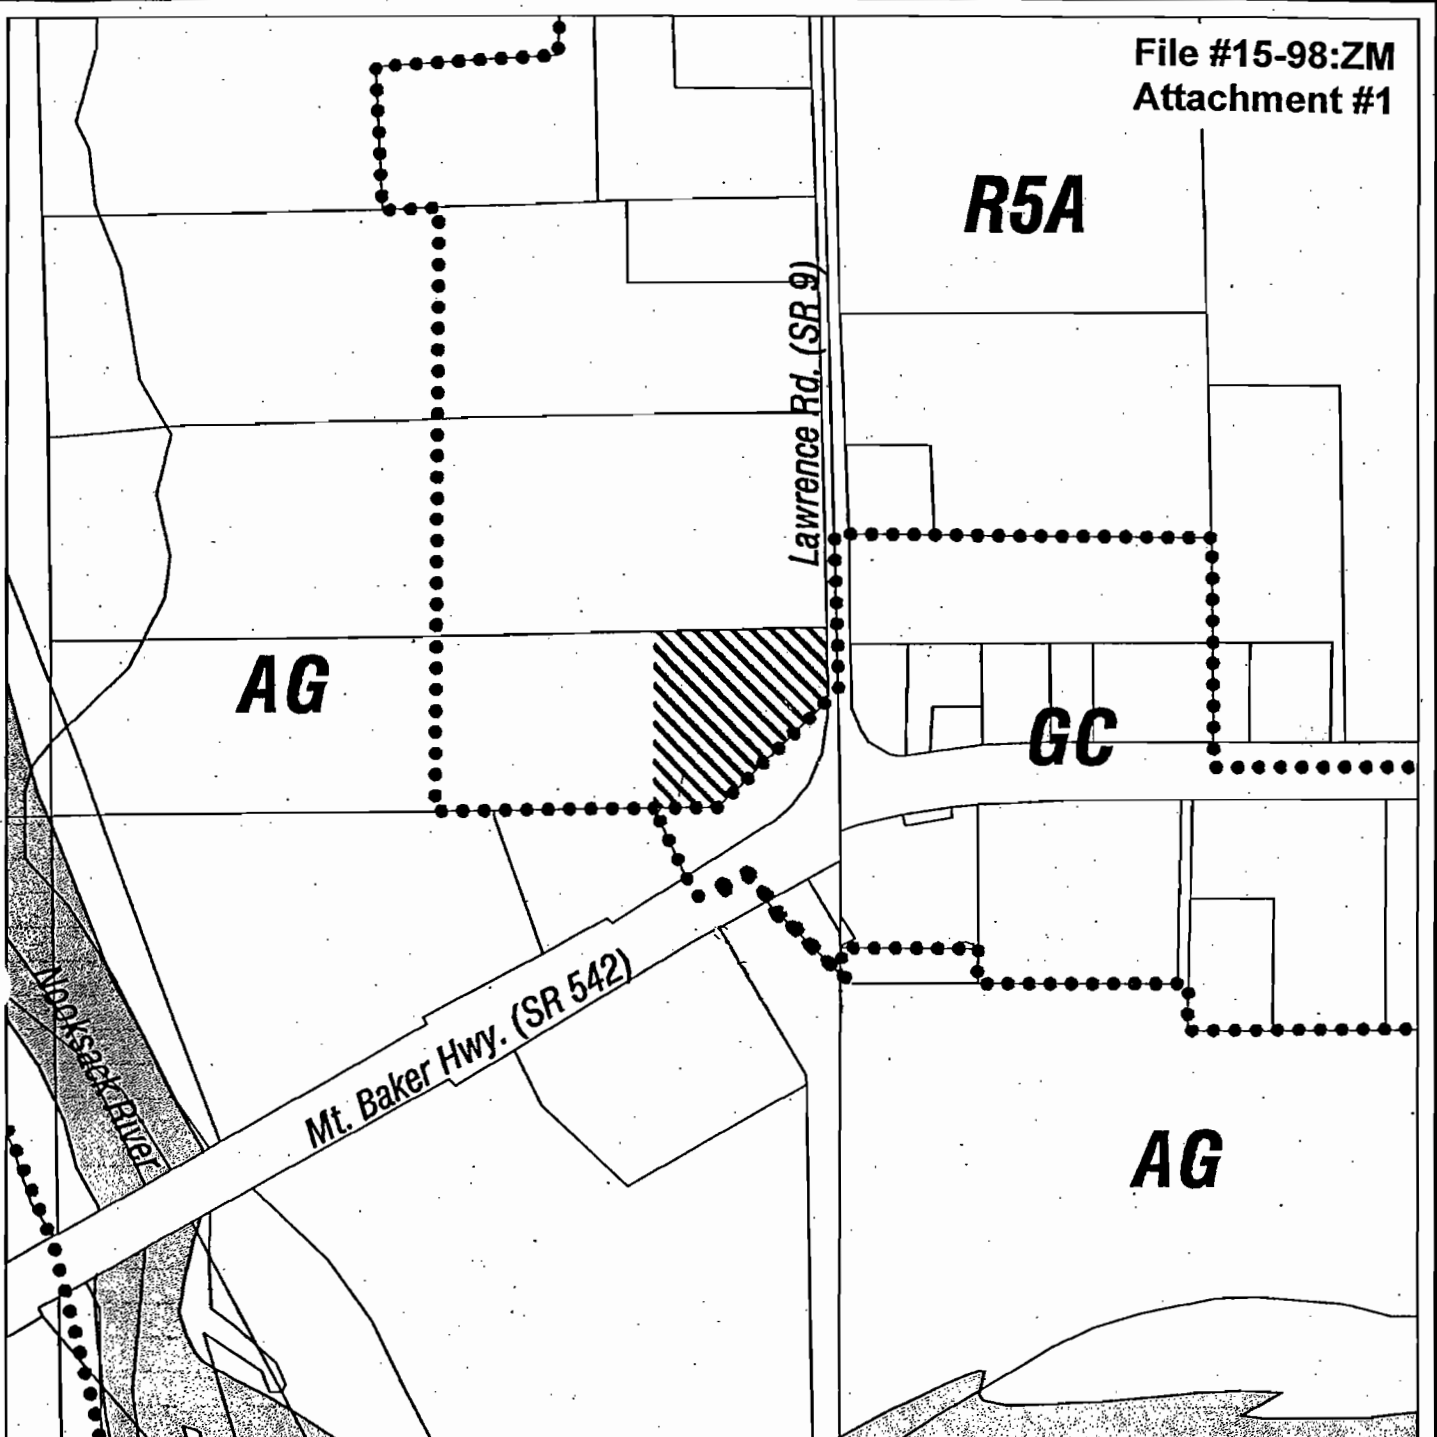 File #15-98:ZM
Attachment #1
R5A
Lawrence Rd. (SR 9)
AG
GC
Mt. Baker Hwy. (SR 542)
Nooksack River
AG